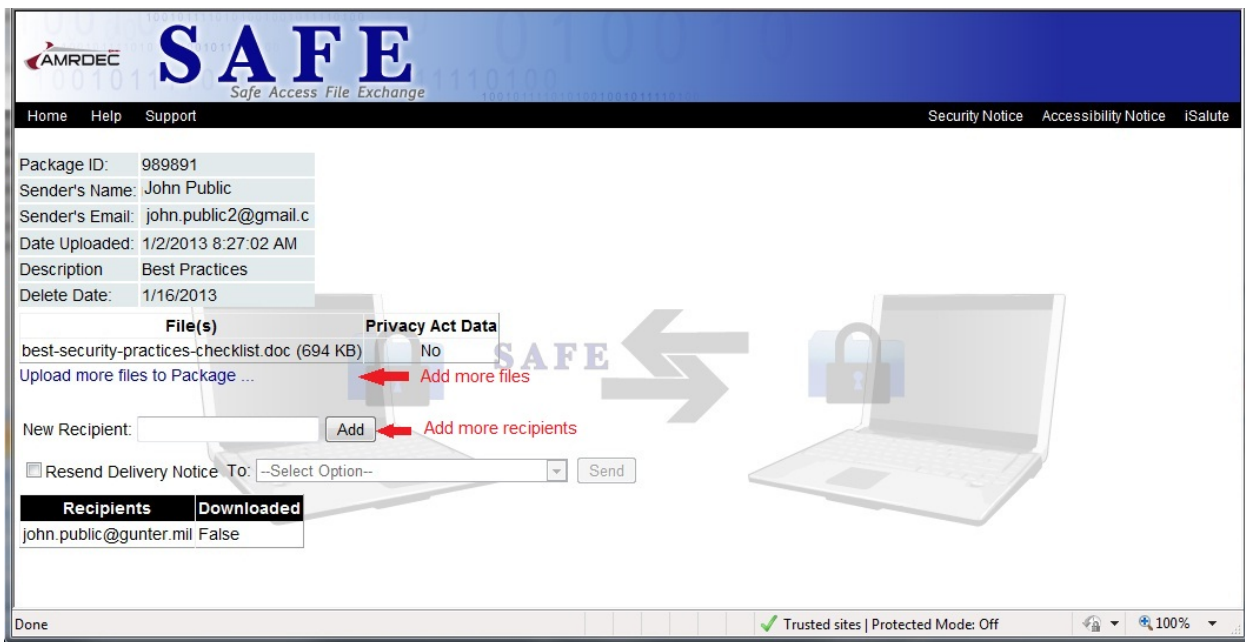 AMRDEC
SAFE
Safe Access File Exchange
Home Help Support Security Notice Accessibility Notice iSalute
Package ID: 989891
Sender's Name: John Public
Sender's Email: john.public2@gmail.c
Date Uploaded: 1/2/2013 8:27:02 AM
Description Best Practices
Delete Date: 1/16/2013
File(s) Privacy Act Data
best-security-practices-checklist.doc (694 KB) No
SAFE
Upload more files to Package ... Add more files
New Recipient: Add Add more recipients
Resend Delivery Notice To: --Select Option-- Send
Recipients Downloaded
john.public@gunter.mil False
Done Trusted sites | Protected Mode: Off 100%